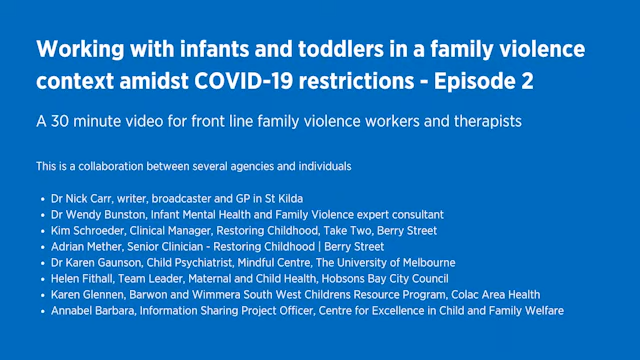 Working with infants and toddlers in a family violence
context amidst COVID-19 restrictions - Episode 2
A 30 minute video for front line family violence workers and therapists
This is a collaboration between several agencies and individuals
• Dr Nick Carr, writer, broadcaster and GP in St Kilda
• Dr Wendy Bunston, Infant Mental Health and Family Violence expert consultant
• Kim Schroeder, Clinical Manager, Restoring Childhood, Take Two, Berry Street
• Adrian Mether, Senior Clinician - Restoring Childhood | Berry Street
• Dr Karen Gaunson, Child Psychiatrist, Mindful Centre, The University of Melbourne
• Helen Fithall, Team Leader, Maternal and Child Health, Hobsons Bay City Council
• Karen Glennen, Barwon and Wimmera South West Childrens Resource Program, Colac Area Health
• Annabel Barbara, Information Sharing Project Officer, Centre for Excellence in Child and Family Welfare